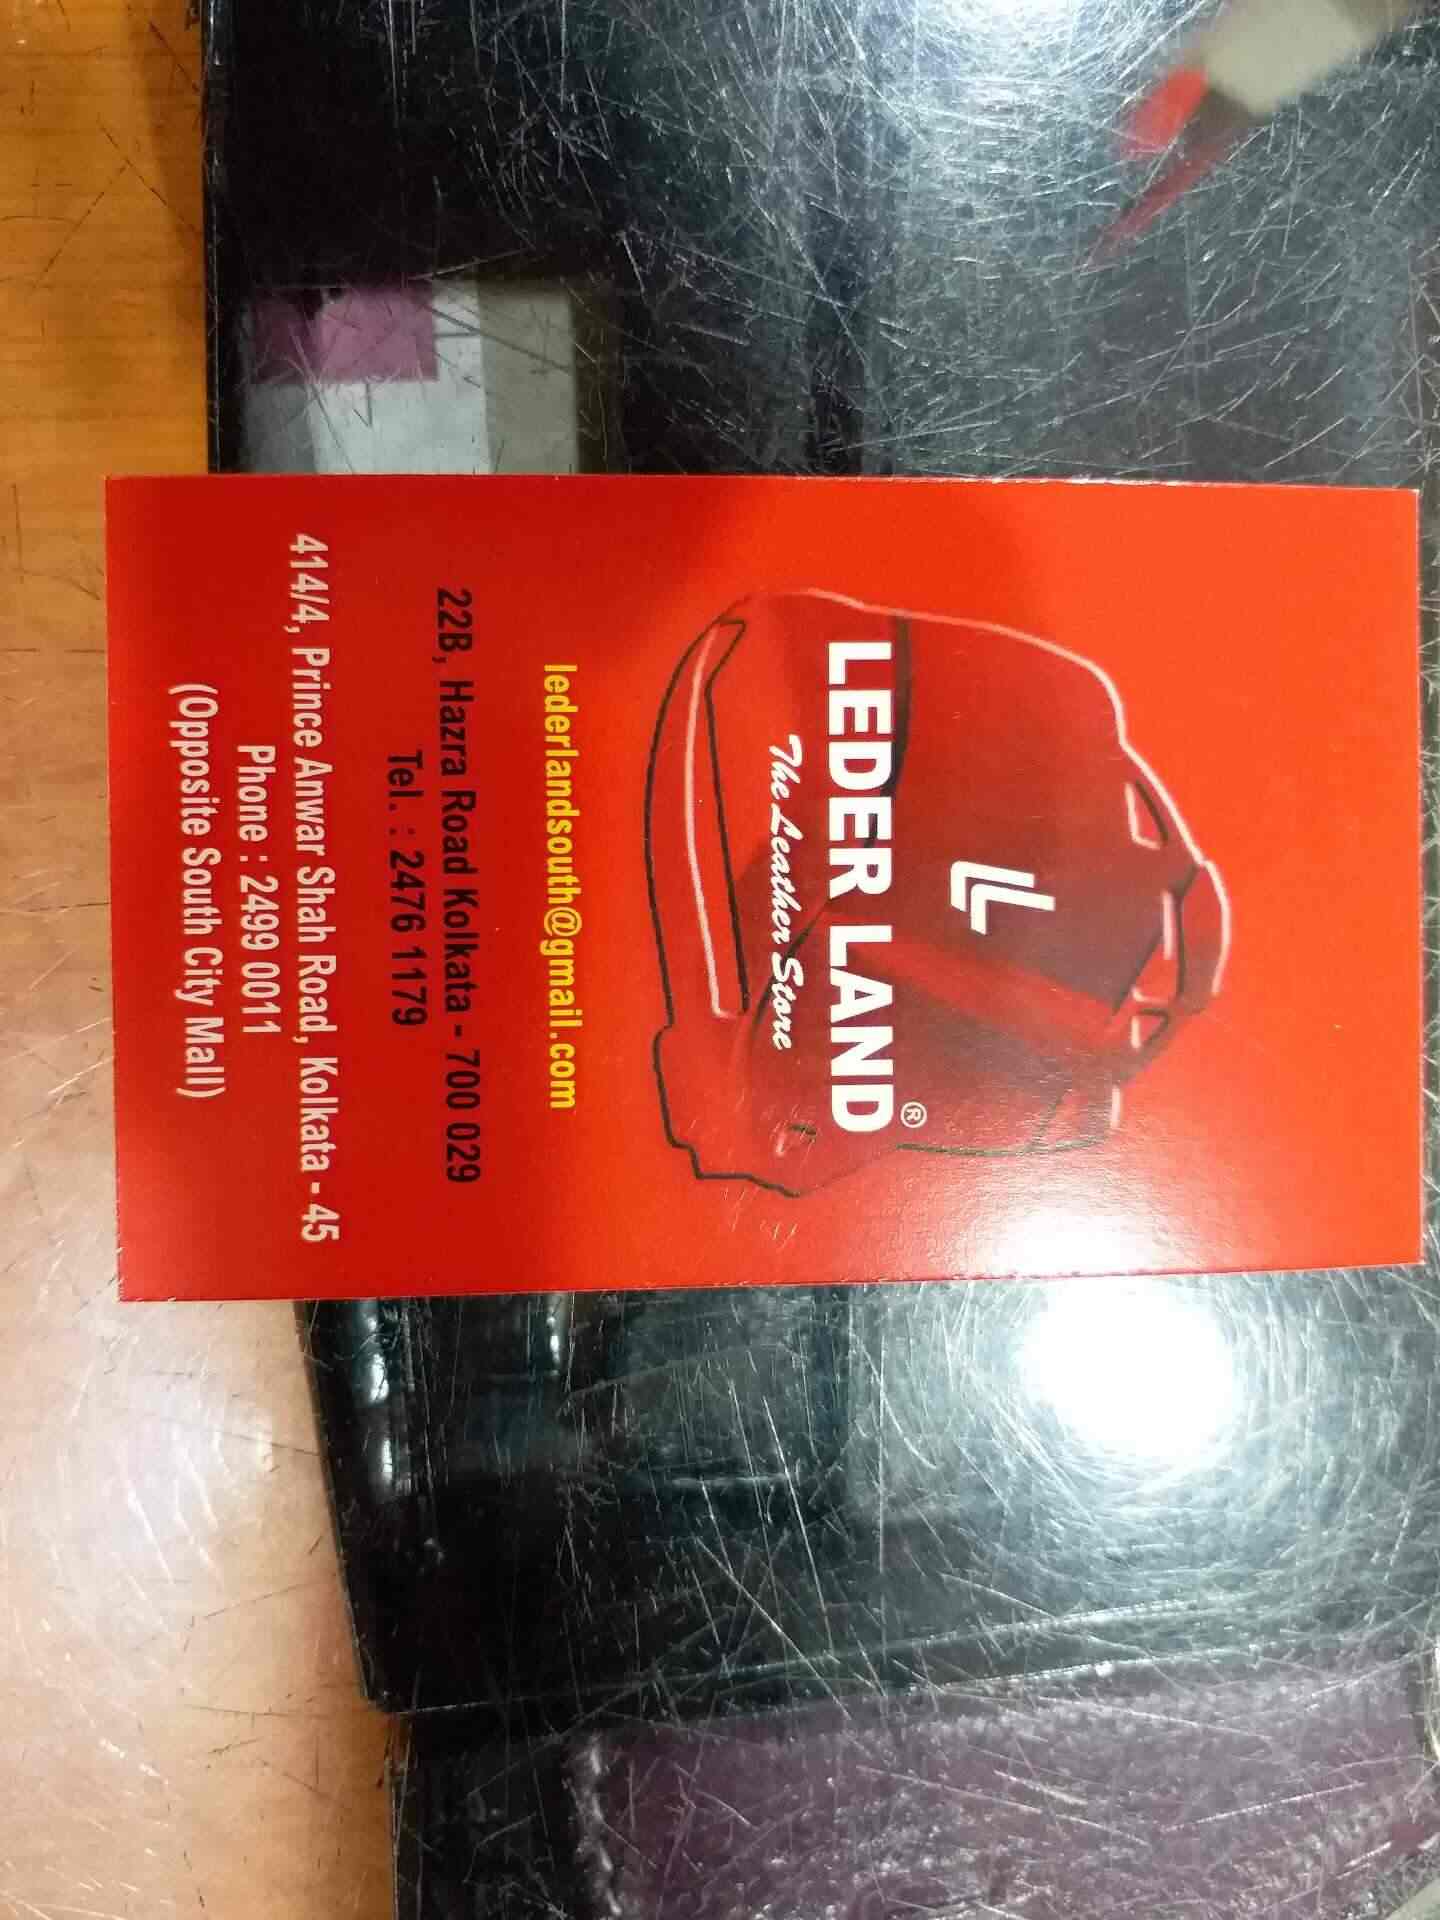 LL
LEDER LAND®
The Leather Store
lederlandsouth@gmail.com
22B, Hazra Road Kolkata - 700 029
Tel. : 2476 1179
414/4, Prince Anwar Shah Road, Kolkata - 45
Phone : 2499 0011
(Opposite South City Mall)